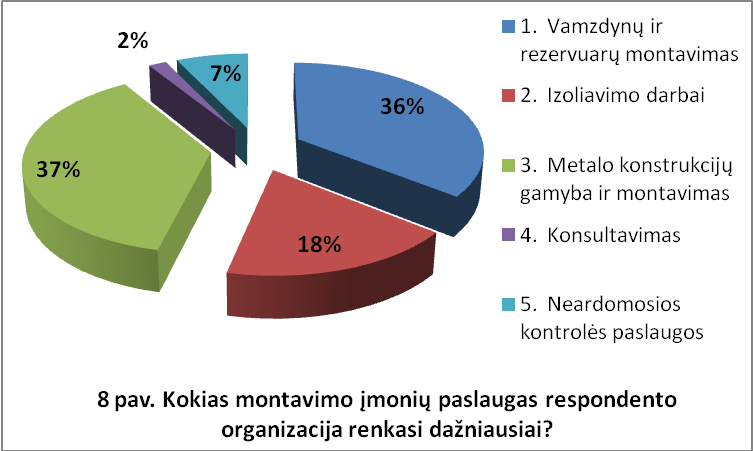 2%
7%
36%
37%
18%
1. Vamzdynų ir
rezervuarų montavimas
2. Izoliavimo darbai
3. Metalo konstrukcijų
gamyba ir montavimas
4. Konsultavimas
5. Neardomosios
kontrolės paslaugos
8 pav. Kokias montavimo įmonių paslaugas respondento
organizacija renkasi dažniausiai?